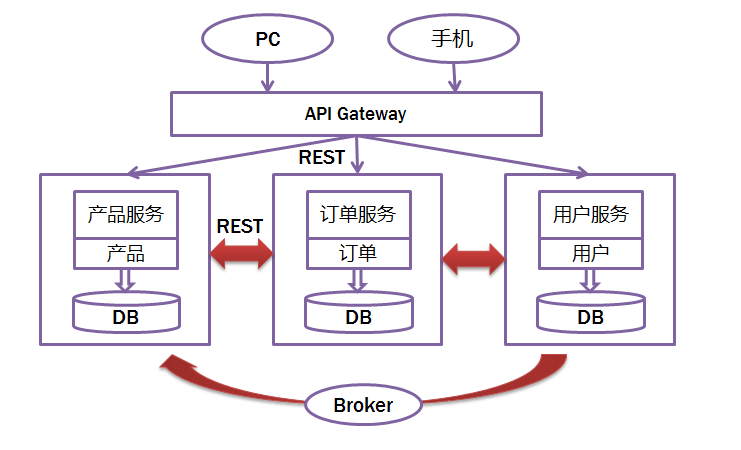 PC
手机
API Gateway
REST
产品服务
产品
DB
REST
订单服务
订单
DB
用户服务
用户
DB
Broker